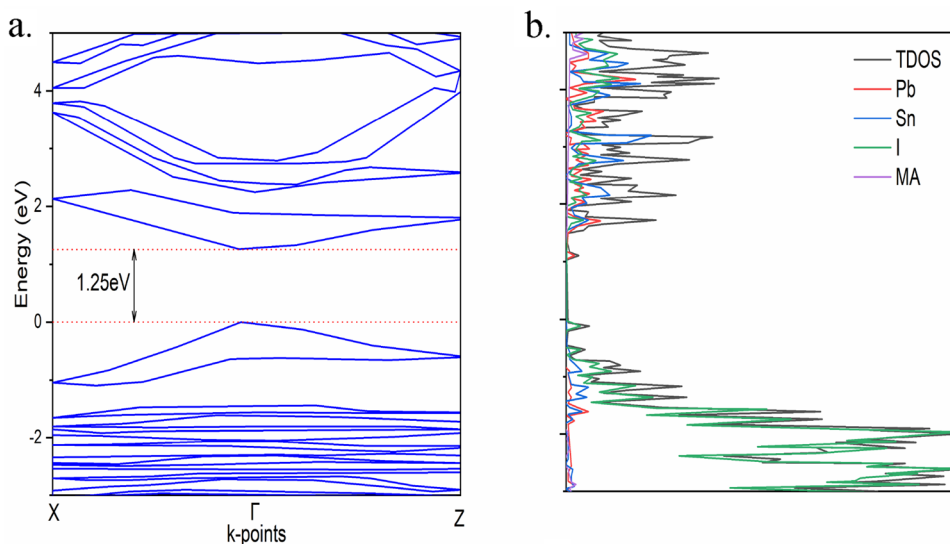 a.
Energy (eV)
4
2
0
-2
1.25eV
X
Γ
Z
k-points
b.
TDOS
Pb
Sn
I
MA